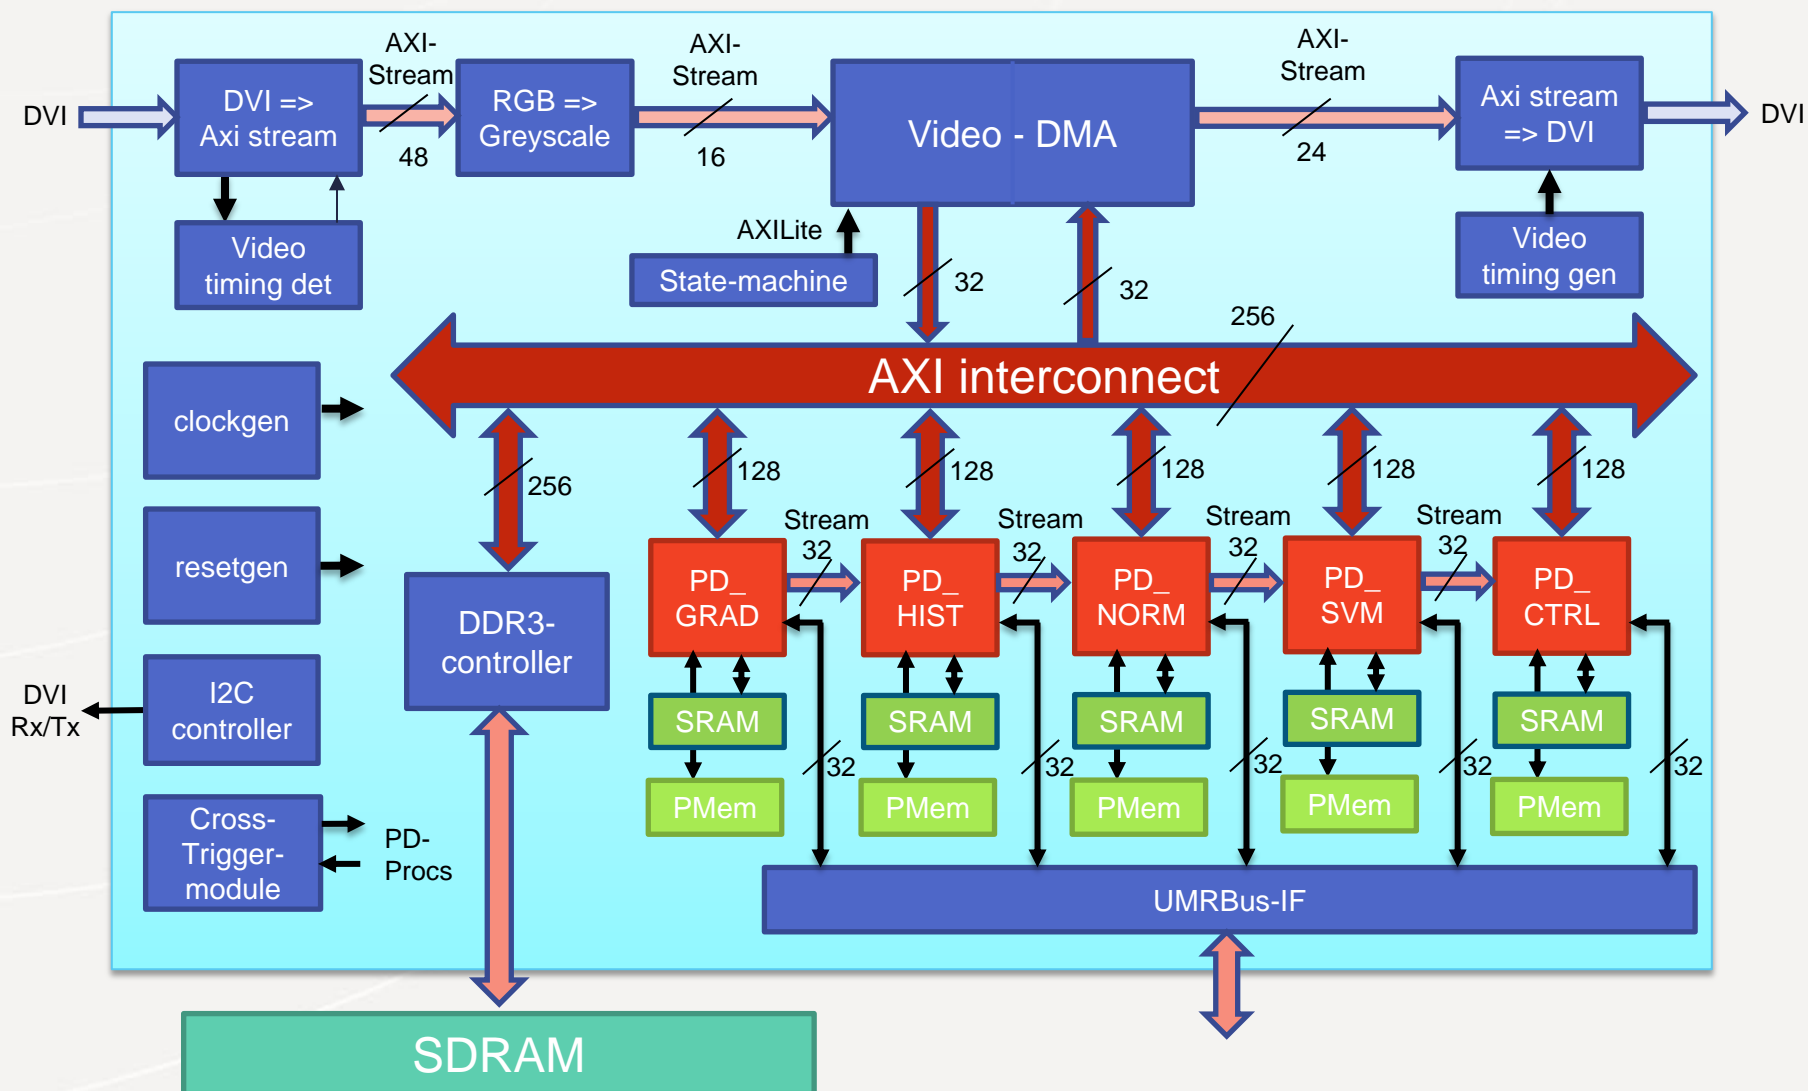 DVI
DVI =>
Axi stream
AXI-
Stream
48
RGB =>
Greyscale
AXI-
Stream
16
Video - DMA
AXI-
Stream
24
Axi stream
=> DVI
DVI
Video
timing det
AXILite
State-machine
32
32
Video
timing gen
256
AXI interconnect
clockgen
256
128
128
128
128
128
resetgen
Stream
32
Stream
32
Stream
32
Stream
32
DDR3-
controller
PD_
GRAD
PD_
HIST
PD_
NORM
PD_
SVM
PD_
CTRL
DVI
Rx/Tx
I2C
controller
SRAM
SRAM
SRAM
SRAM
SRAM
32
32
32
32
32
PMem
PMem
PMem
PMem
PMem
Cross-
Trigger-
module
PD-
Procs
UMRBus-IF
SDRAM